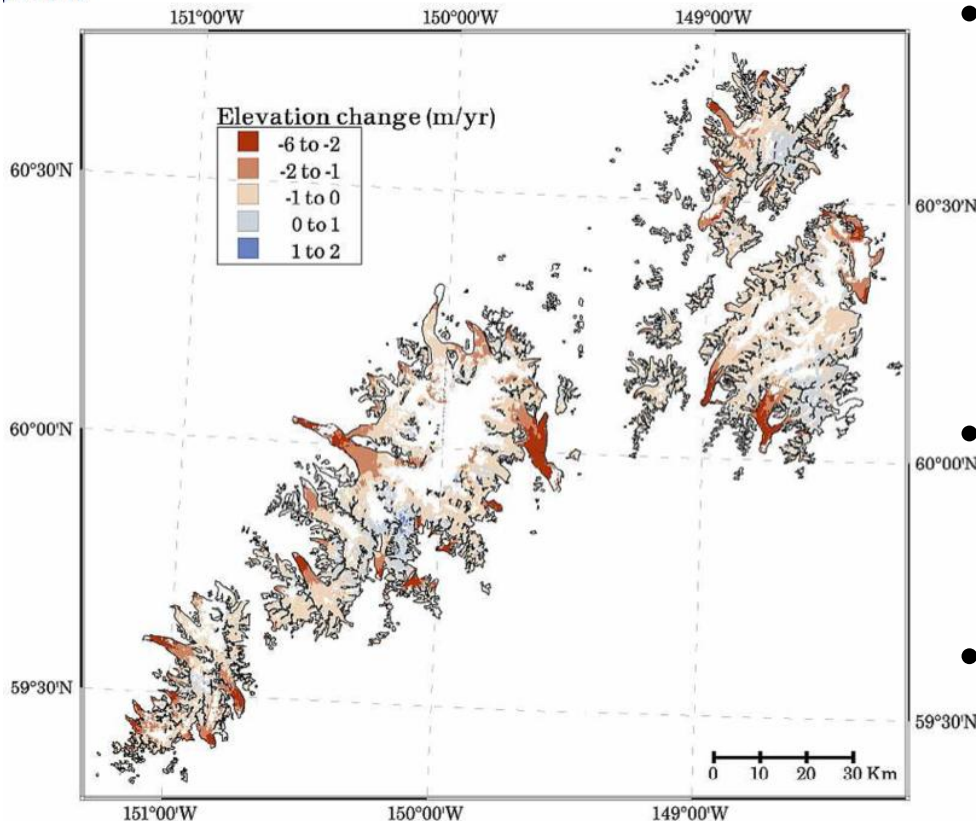 151°00'W 150°00'W 149°00'W
Elevation change (m/yr)
-6 to -2
-2 to -1
-1 to 0
0 to 1
1 to 2
60°30'N
60°30'N
60°00'N
60°00'N
59°30'N
59°30'N
0 10 20 30 Km
151°00'W 150°00'W 149°00'W